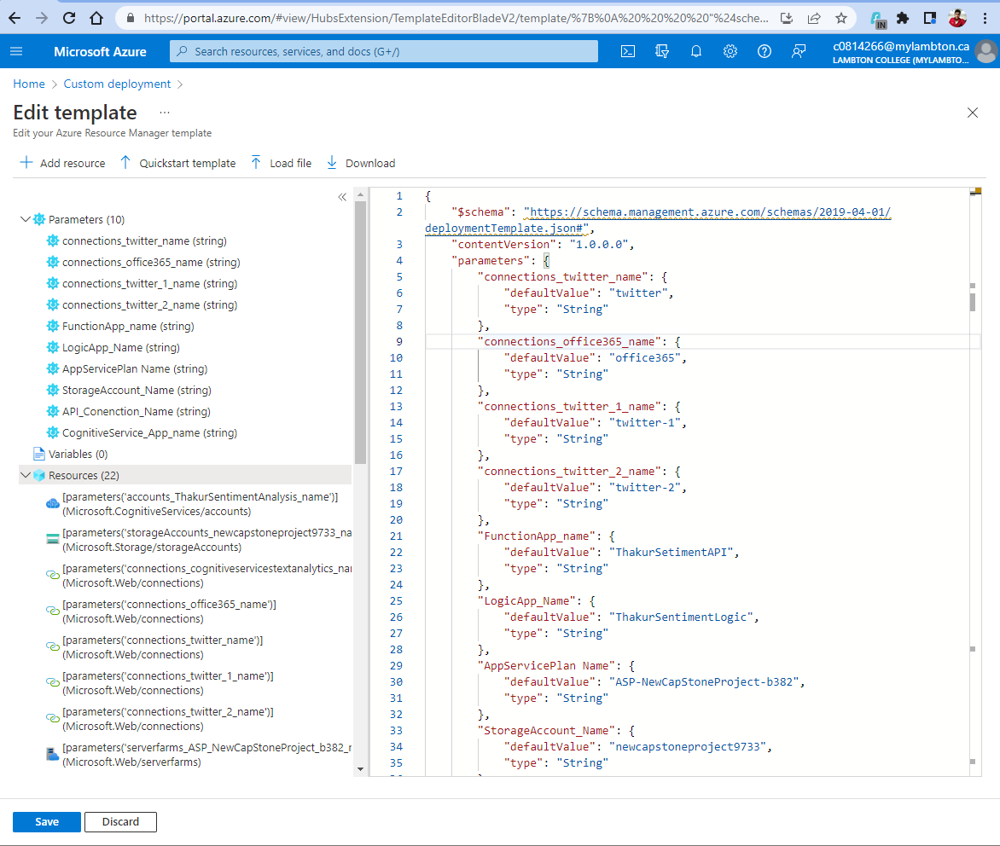 https://portal.azure.com/#view/HubsExtension/TemplateEditorBladeV2/template/%7B%0A%20%20%20%20"%24sche...
IN
Microsoft Azure
Search resources, services, and docs (G+/)
c0814266@mylambton.ca
LAMBTON COLLEGE (MYLAMBTO...
Home > Custom deployment >
Edit template ...
Edit your Azure Resource Manager template
Add resource Quickstart template Load file Download
Parameters (10)
connections_twitter_name (string)
connections_office365_name (string)
connections_twitter_1_name (string)
connections_twitter_2_name (string)
FunctionApp_name (string)
LogicApp_Name (string)
AppServicePlan Name (string)
StorageAccount_Name (string)
API_Conenction_Name (string)
CognitiveService_App_name (string)
Variables (0)
Resources (22)
[parameters('accounts_ThakurSentimentAnalysis_name')]
(Microsoft.CognitiveServices/accounts)
[parameters('storageAccounts_newcapstoneproject9733_na
(Microsoft.Storage/storageAccounts)
[parameters('connections_cognitiveservicestextanalytics_nar
(Microsoft.Web/connections)
[parameters('connections_office365_name')]
(Microsoft.Web/connections)
[parameters('connections_twitter_name')]
(Microsoft.Web/connections)
[parameters('connections_twitter_1_name')]
(Microsoft.Web/connections)
[parameters('connections_twitter_2_name')]
(Microsoft.Web/connections)
[parameters('serverfarms_ASP_NewCapStoneProject_b382_r
(Microsoft.Web/serverfarms)
1 {
2 "$schema": "https://schema.management.azure.com/schemas/2019-04-01/
deploymentTemplate.json#",
3 "contentVersion": "1.0.0.0",
4 "parameters": {
5 "connections_twitter_name": {
6 "defaultValue": "twitter",
7 "type": "String"
8 },
9 "connections_office365_name": {
10 "defaultValue": "office365",
11 "type": "String"
12 },
13 "connections_twitter_1_name": {
14 "defaultValue": "twitter-1",
15 "type": "String"
16 },
17 "connections_twitter_2_name": {
18 "defaultValue": "twitter-2",
19 "type": "String"
20 },
21 "FunctionApp_name": {
22 "defaultValue": "ThakurSetimentAPI",
23 "type": "String"
24 },
25 "LogicApp_Name": {
26 "defaultValue": "ThakurSentimentLogic",
27 "type": "String"
28 },
29 "AppServicePlan Name": {
30 "defaultValue": "ASP-NewCapStoneProject-b382",
31 "type": "String"
32 },
33 "StorageAccount_Name": {
34 "defaultValue": "newcapstoneproject9733",
35 "type": "String"
Save Discard